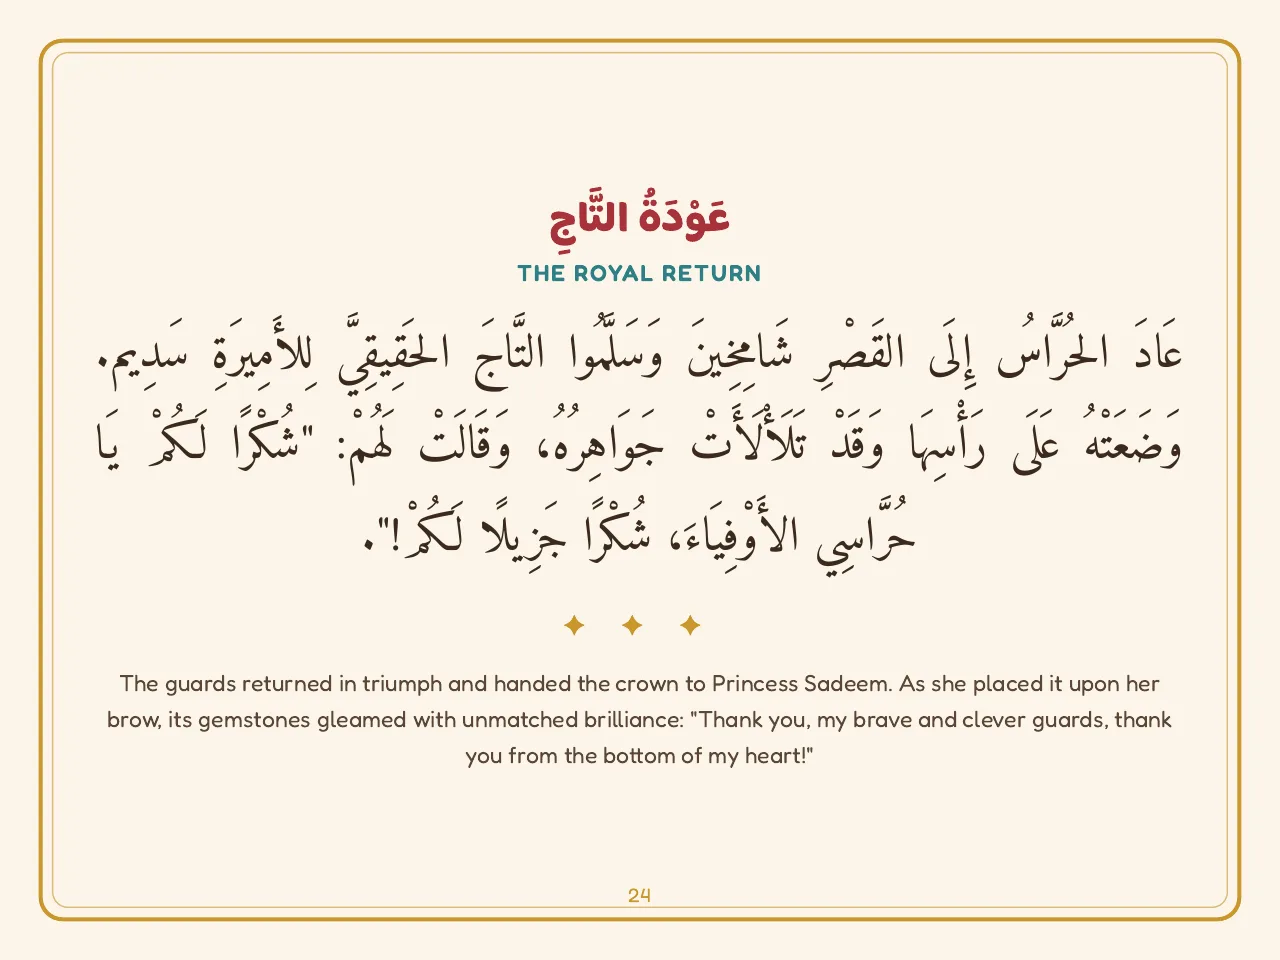 عَوْدَةُ التَّاجِ
THE ROYAL RETURN
عَادَ الحُرَّاسُ إِلَى القَصْرِ شَامِخِينَ وَسَلَّمُوا التَّاجَ الحَقِيقِيَّ لِلأَمِيرَةِ سَدِيم.
وَضَعَتْهُ عَلَى رَأْسِهَا وَقَدْ تَلَأْلَأَتْ جَوَاهِرُهُ، وَقَالَتْ لَهُمْ: "شُكْرًا لَكُمْ يَا
حُرَّاسِي الأَوْفِيَاءَ، شُكْرًا جَزِيلًا لَكُمْ!".
The guards returned in triumph and handed the crown to Princess Sadeem. As she placed it upon her
brow, its gemstones gleamed with unmatched brilliance: "Thank you, my brave and clever guards, thank
you from the bottom of my heart!"
24